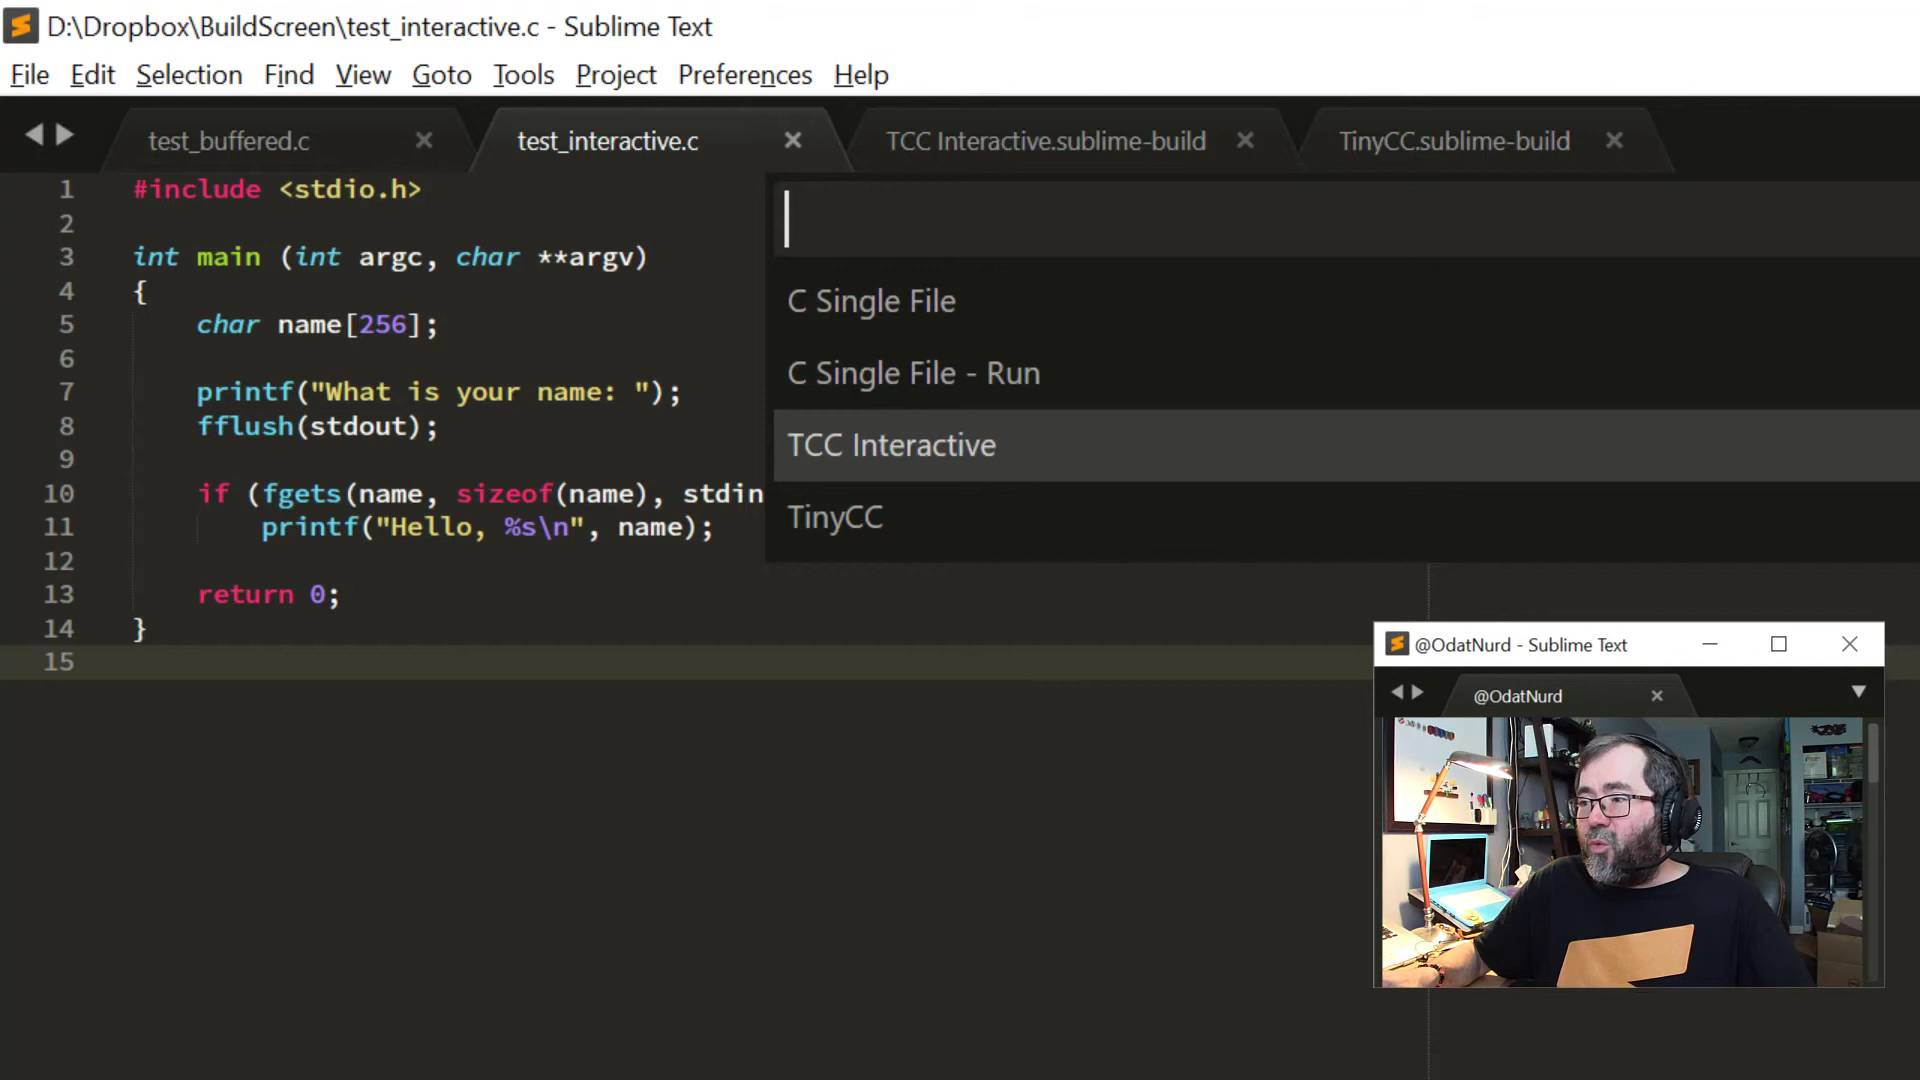 D:\Dropbox\BuildScreen\test_interactive.c - Sublime Text
File Edit Selection Find View Goto Tools Project Preferences Help
test_buffered.c test_interactive.c TCC Interactive.sublime-build TinyCC.sublime-build
1 #include <stdio.h>
2
3 int main (int argc, char **argv)
4 {
5 char name[256];
6
7 printf("What is your name: ");
8 fflush(stdout);
9
10 if (fgets(name, sizeof(name), stdin
11 printf("Hello, %s\n", name);
12
13 return 0;
14 }
15
C Single File
C Single File - Run
TCC Interactive
TinyCC
@OdatNurd - Sublime Text
@OdatNurd